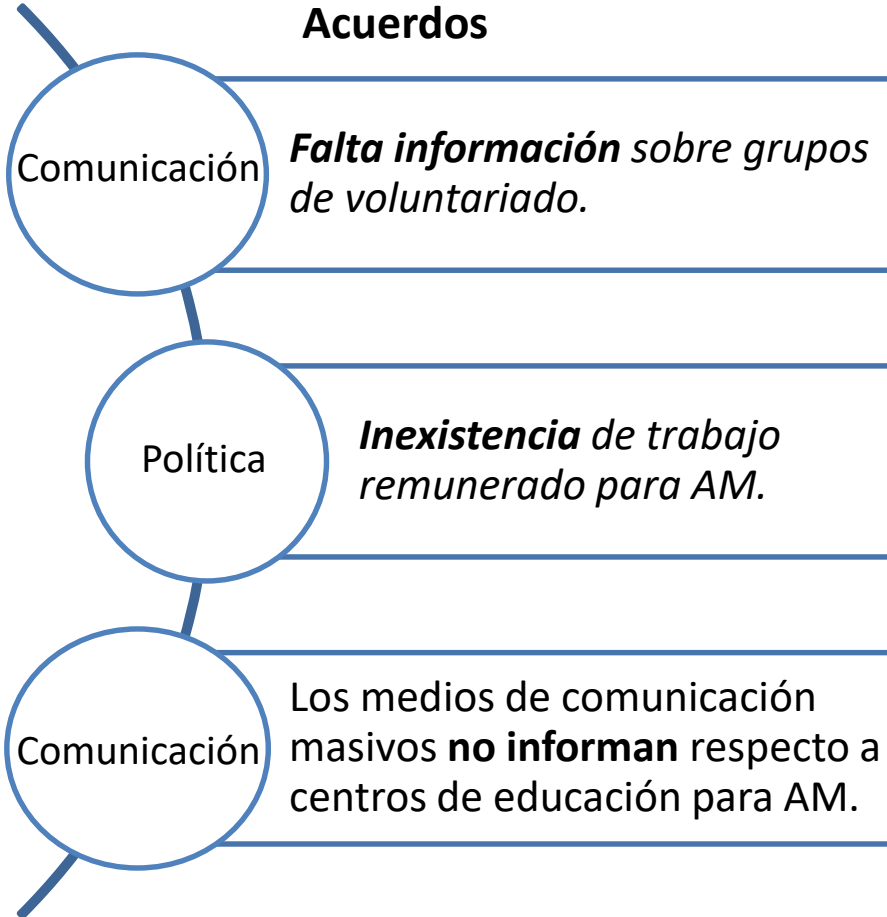 Acuerdos
Comunicación
Falta información sobre grupos
de voluntariado.
Política
Inexistencia de trabajo
remunerado para AM.
Comunicación
Los medios de comunicación
masivos no informan respecto a
centros de educación para AM.